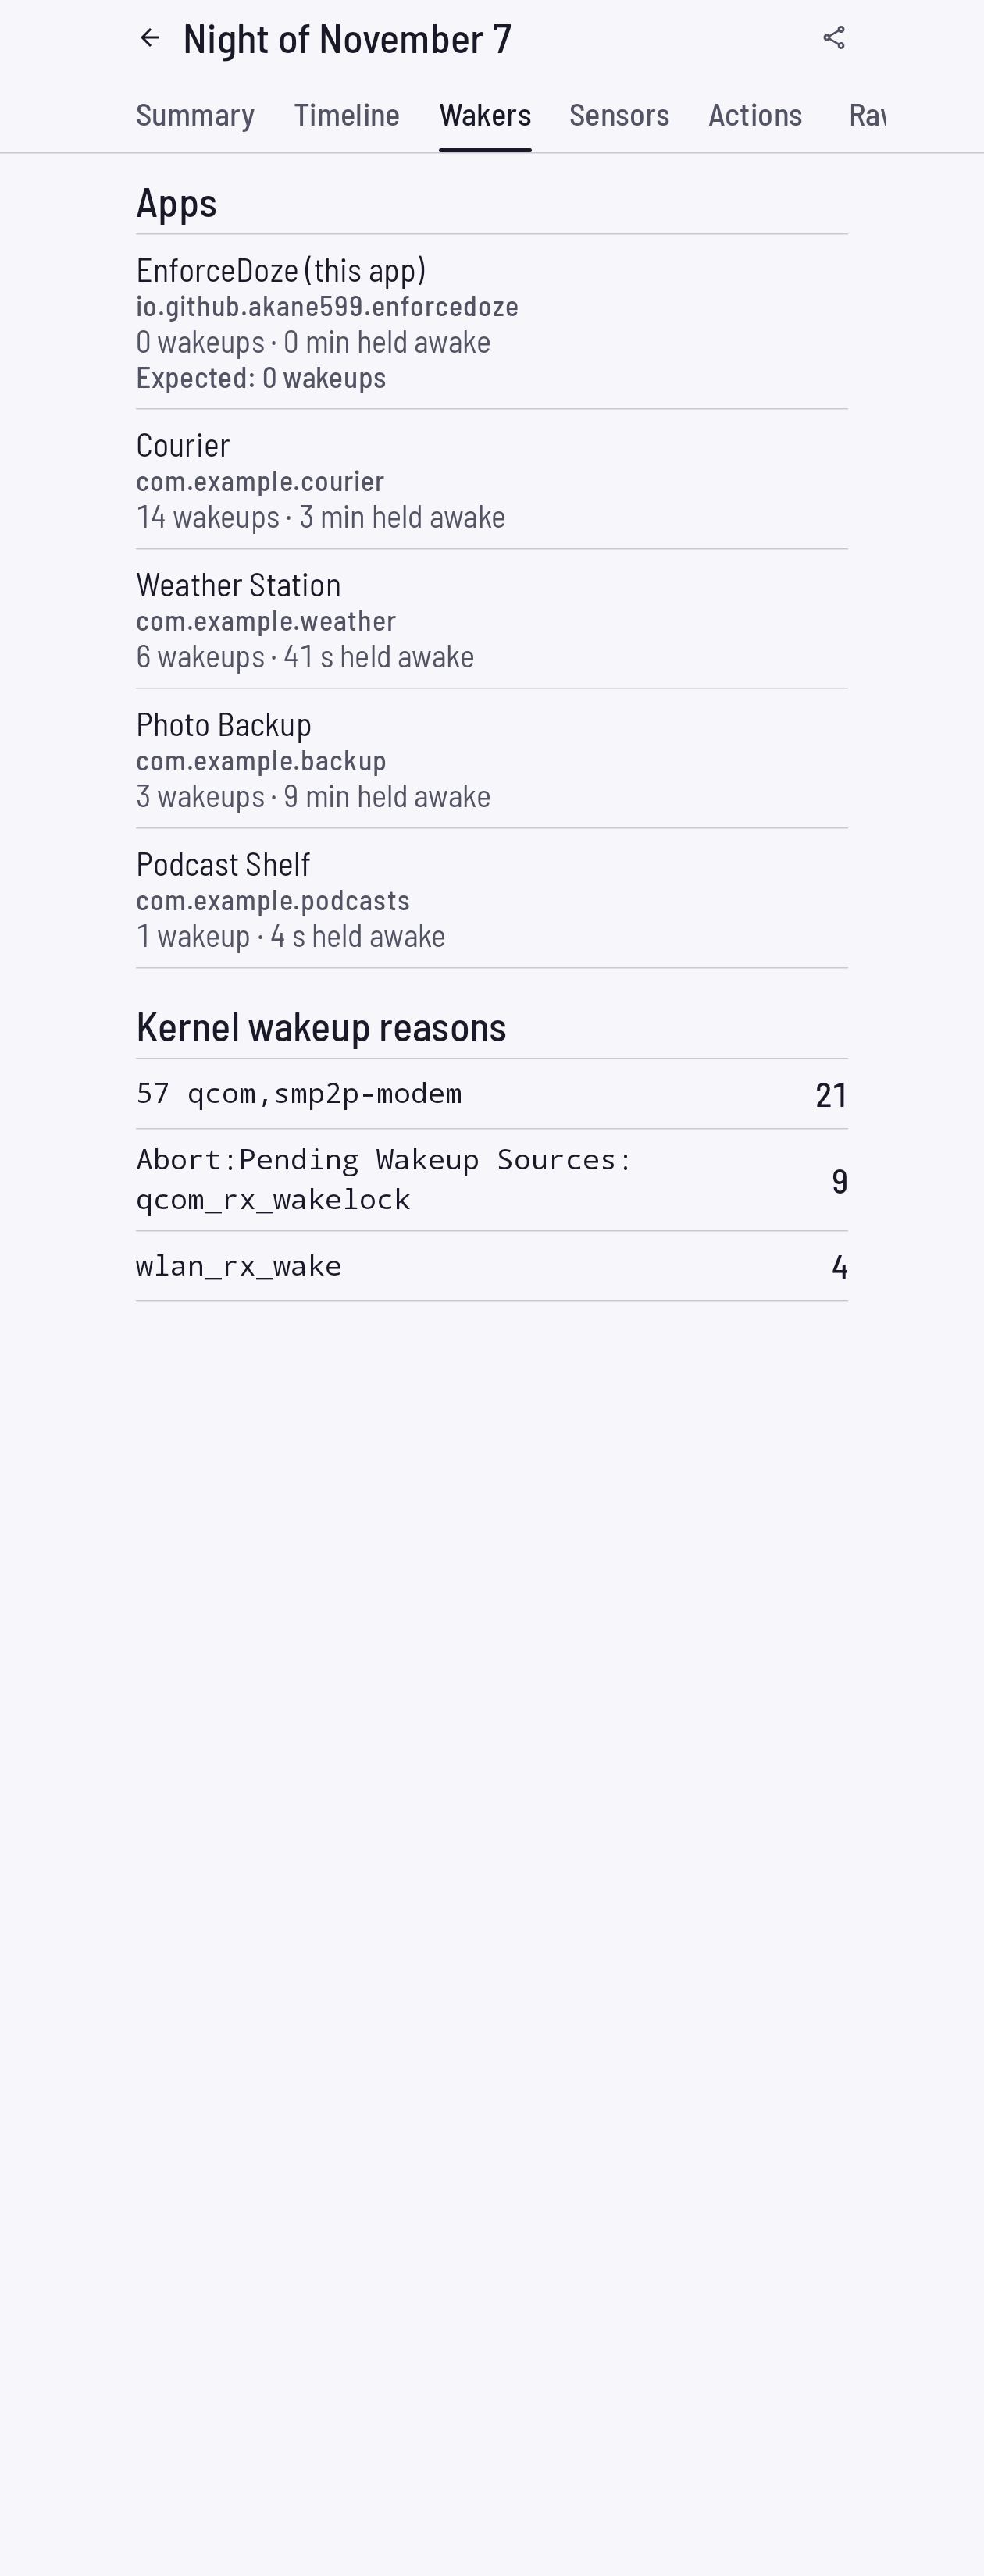 Night of November 7
Summary Timeline Wakers Sensors Actions
Apps
EnforceDoze (this app)
io.github.akane599.enforcedoze
0 wakeups · 0 min held awake
Expected: 0 wakeups
Courier
com.example.courier
14 wakeups · 3 min held awake
Weather Station
com.example.weather
6 wakeups · 41 s held awake
Photo Backup
com.example.backup
3 wakeups · 9 min held awake
Podcast Shelf
com.example.podcasts
1 wakeup · 4 s held awake
Kernel wakeup reasons
57 qcom,smp2p-modem 21
Abort:Pending Wakeup Sources:
qcom_rx_wakelock 9
wlan_rx_wake 4